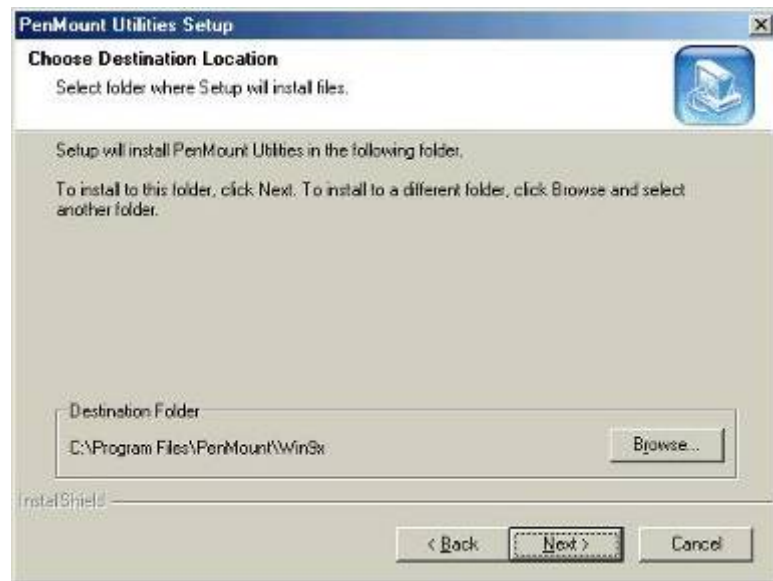 PenMount Utilities Setup
Choose Destination Location
Select folder where Setup will install files.
Setup will install PenMount Utilities in the following folder.
To install to this folder, click Next. To install to a different folder, click Browse and select
another folder.
Destination Folder
C:\Program Files\PenMount\Win9x
Browse...
InstallShield
< Back
Next >
Cancel